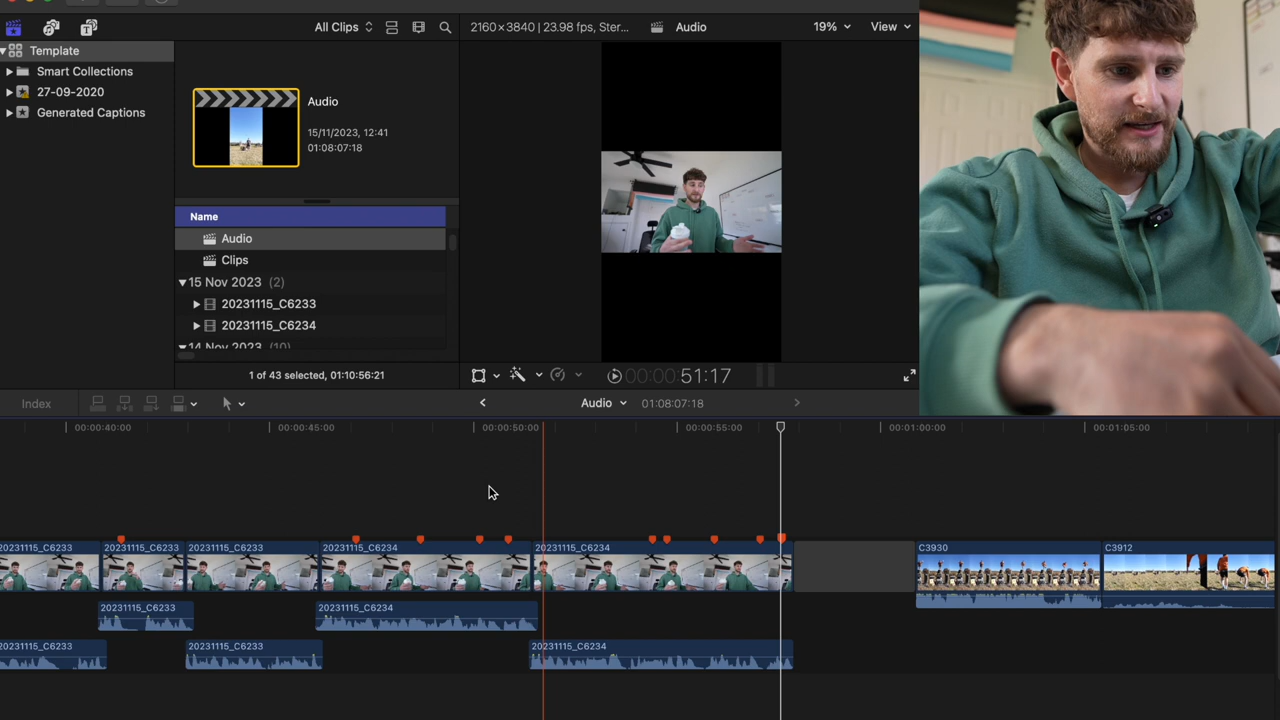 All Clips
2160×3840 | 23.98 fps, Ster...
Audio
19%
View
Template
Smart Collections
27-09-2020
Generated Captions
Audio
15/11/2023, 12:41
01:08:07:18
Name
Audio
Clips
15 Nov 2023 (2)
20231115_C6233
20231115_C6234
14 Nov 2023 (10)
1 of 43 selected, 01:10:56:21
00:00:51:17
Index
Audio
01:08:07:18
00:00:40:00
00:00:45:00
00:00:50:00
00:00:55:00
00:01:00:00
00:01:05:00
20231115_C6233
20231115_C6233
20231115_C6233
20231115_C6234
20231115_C6234
C3930
C3912
20231115_C6233
20231115_C6234
20231115_C6233
20231115_C6233
20231115_C6234